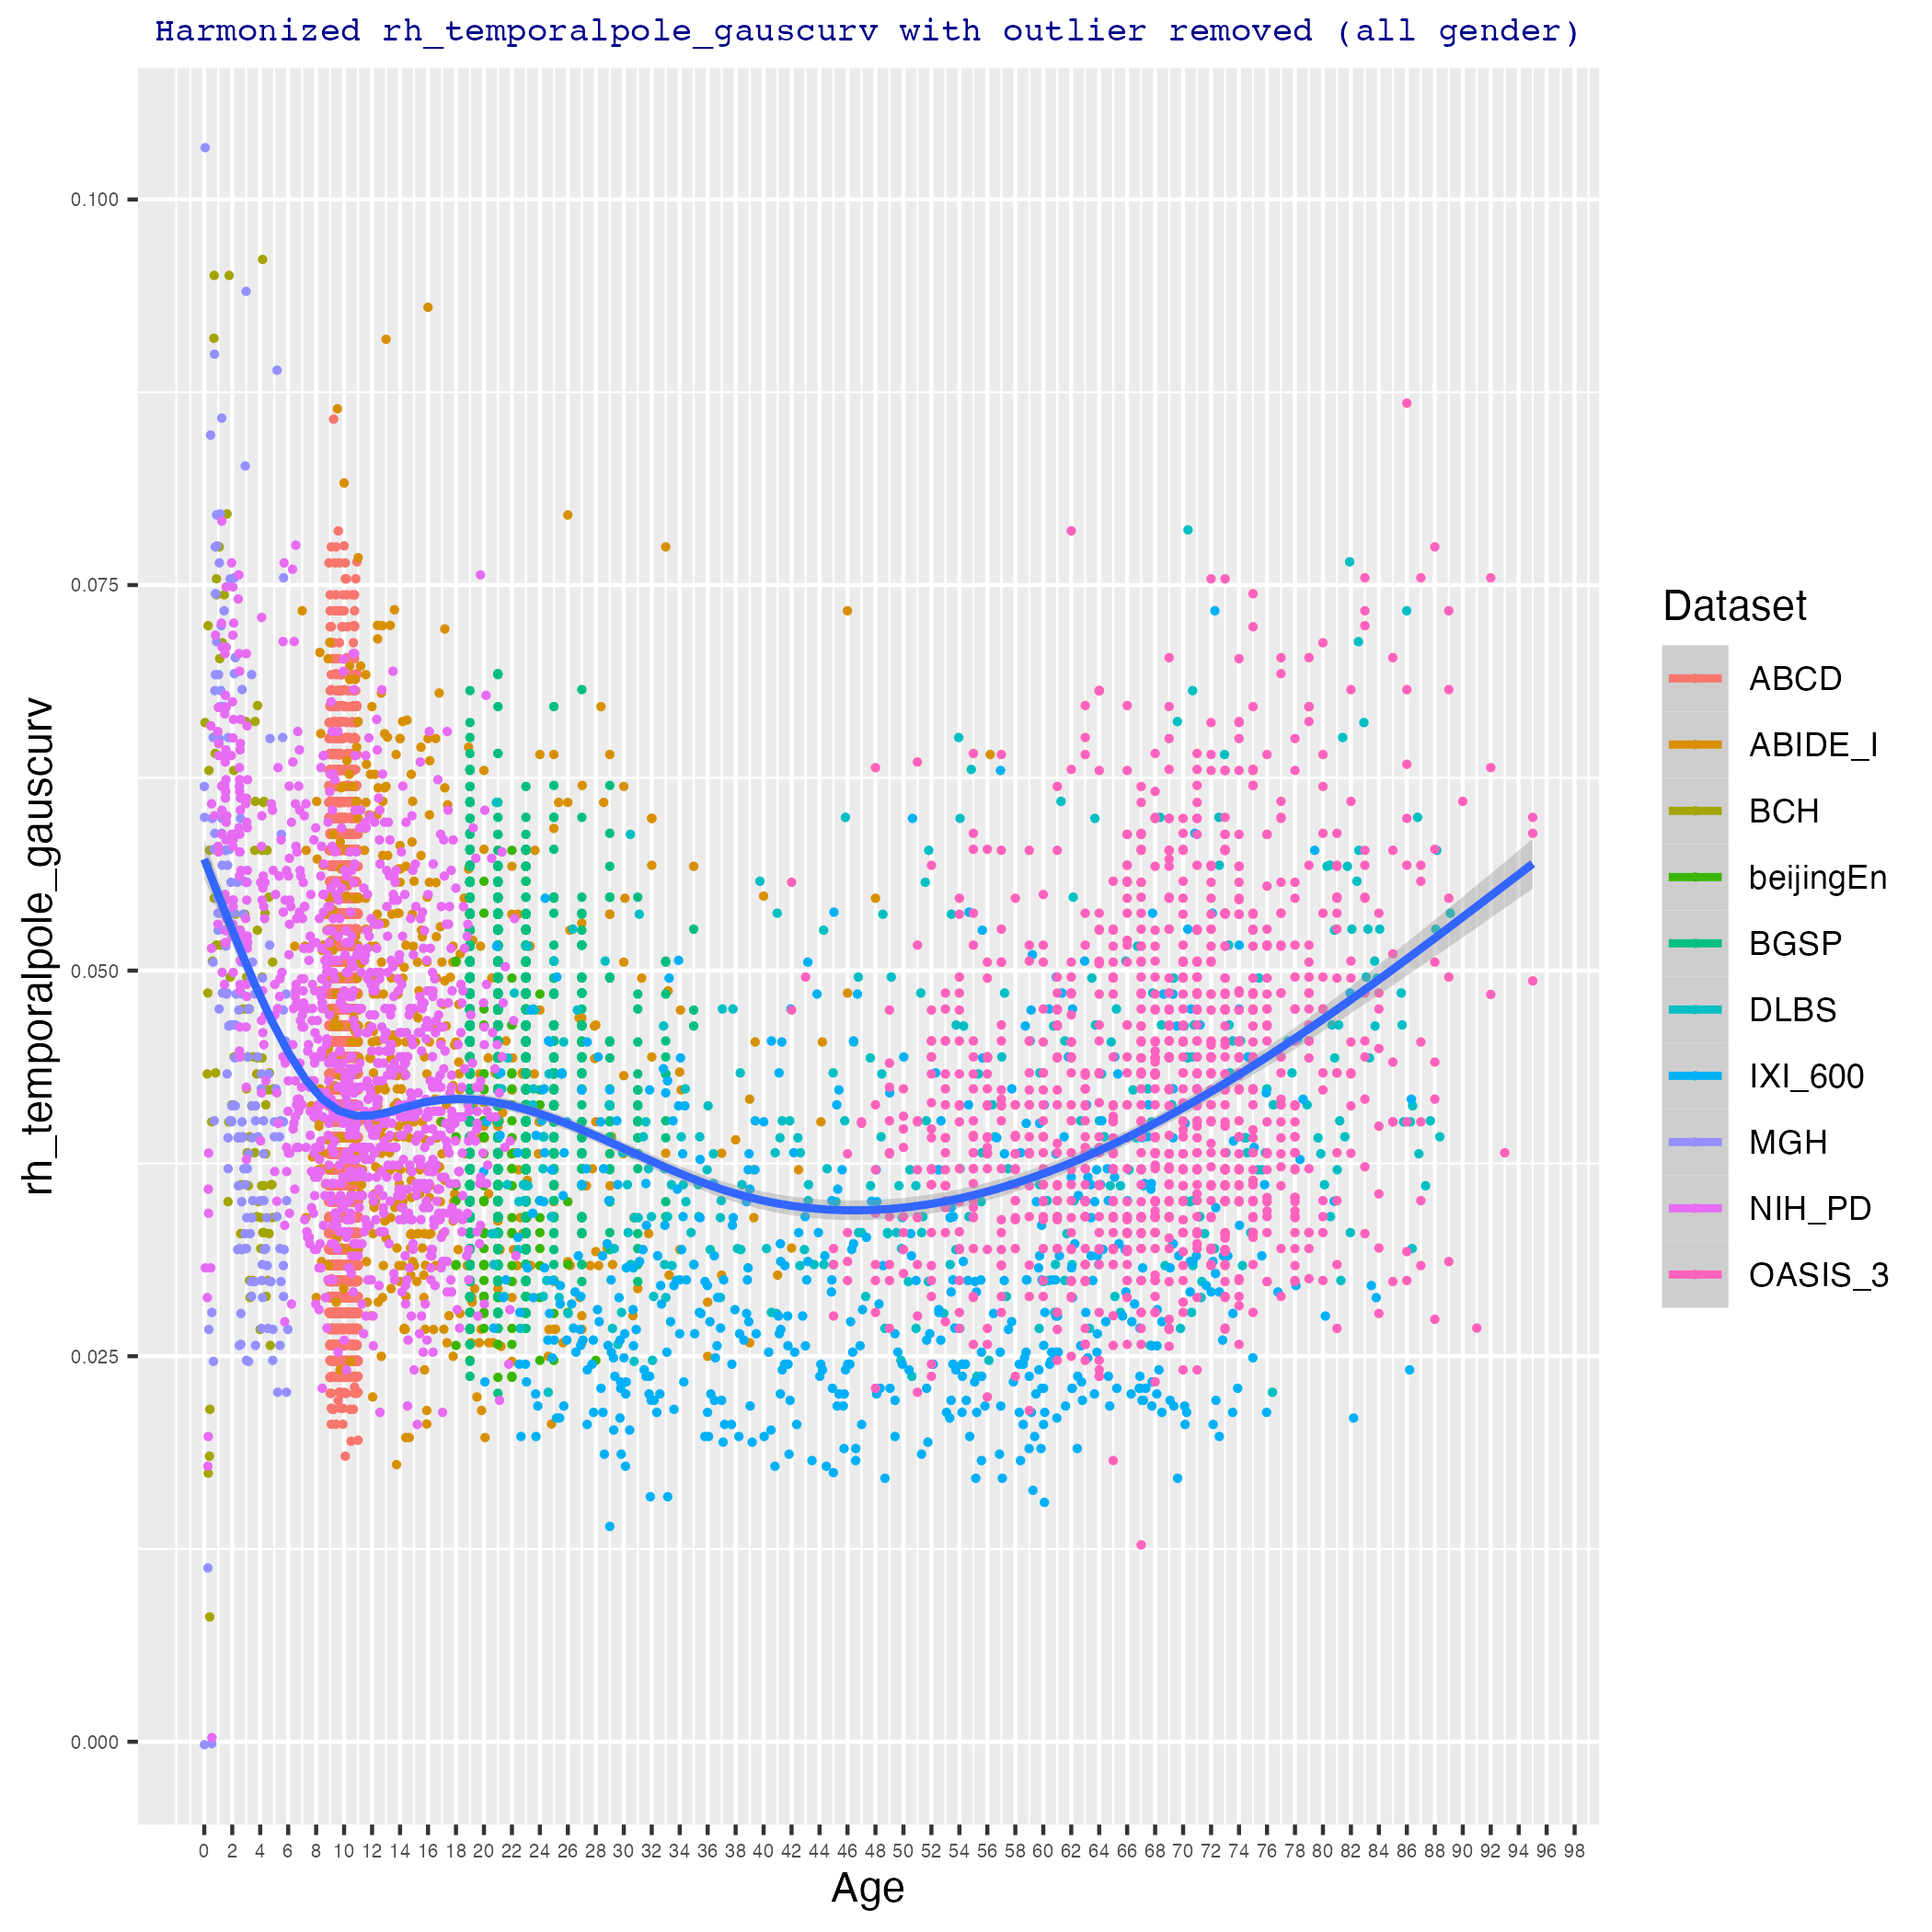 Harmonized rh_temporalpole_gauscurv with outlier removed (all gender)
rh_temporalpole_gauscurv
0.100
0.075
0.050
0.025
0.000
0 2 4 6 8 10 12 14 16 18 20 22 24 26 28 30 32 34 36 38 40 42 44 46 48 50 52 54 56 58 60 62 64 66 68 70 72 74 76 78 80 82 84 86 88 90 92 94 96 98
Age
Dataset
ABCD
ABIDE_I
BCH
beijingEn
BGSP
DLBS
IXI_600
MGH
NIH_PD
OASIS_3